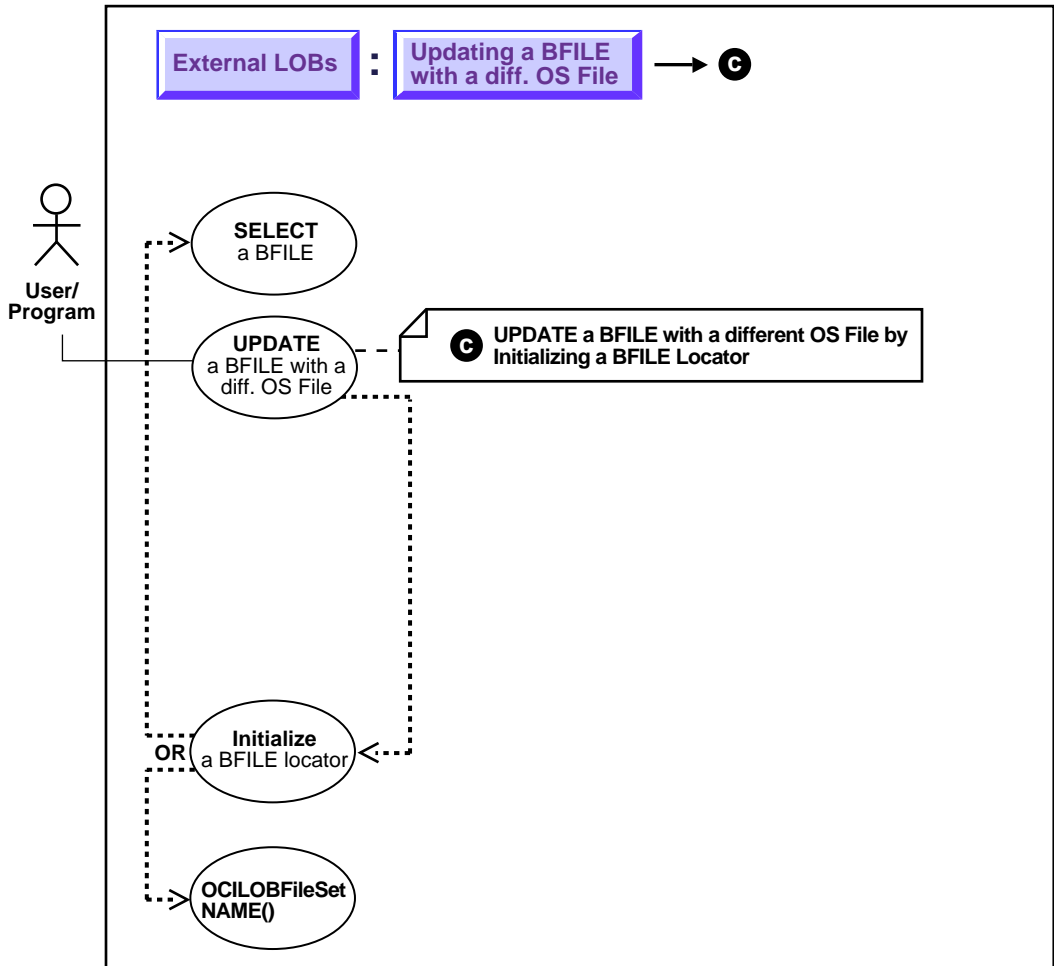 External LOBs
:
Updating a BFILE
with a diff. OS File
C
SELECT
a BFILE
User/
Program
UPDATE
a BFILE with a
diff. OS File
C
UPDATE a BFILE with a different OS File by
Initializing a BFILE Locator
OR
Initialize
a BFILE locator
OCILOBFileSet
NAME()